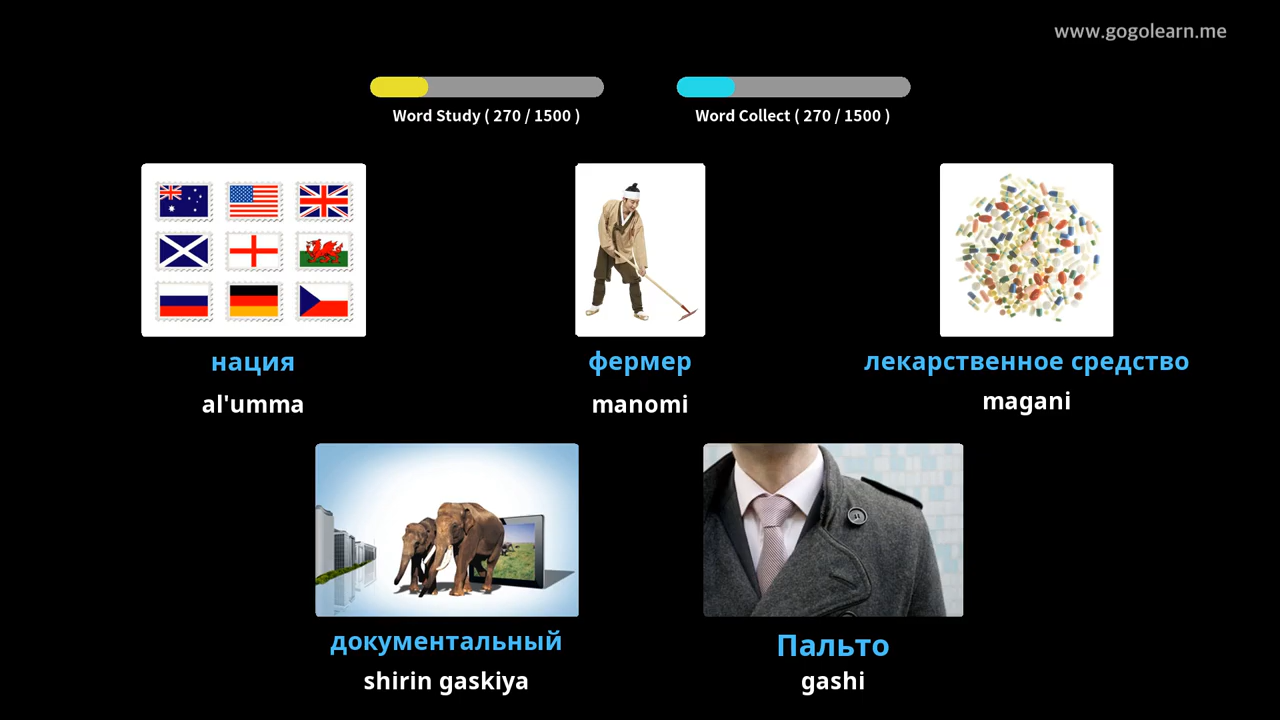 www.gogolearn.me
Word Study ( 270 / 1500 )
Word Collect ( 270 / 1500 )
нация
фермер
лекарственное средство
al'umma
manomi
magani
документальный
Пальто
shirin gaskiya
gashi